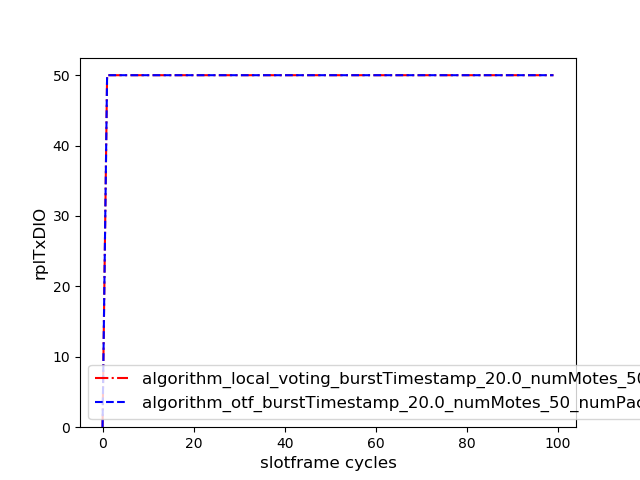 50
40
30
20
10
0
rplTxDIO
algorithm_local_voting_burstTimestamp_20.0_numMotes_50
algorithm_otf_burstTimestamp_20.0_numMotes_50_numPac
0 20 40 60 80 100
slotframe cycles